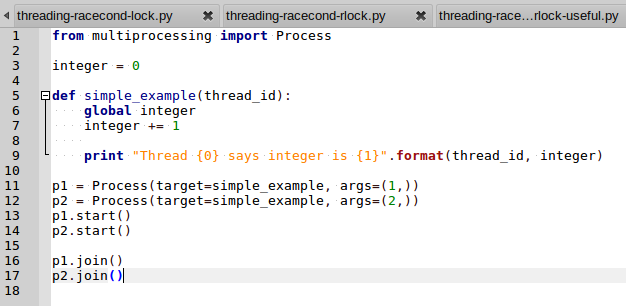 threading-racecond-lock.py
threading-racecond-rlock.py
threading-race...rlock-useful.py
1 from multiprocessing import Process
2
3 integer = 0
4
5 def simple_example(thread_id):
6     global integer
7     integer += 1
8
9     print "Thread {0} says integer is {1}".format(thread_id, integer)
10
11 p1 = Process(target=simple_example, args=(1,))
12 p2 = Process(target=simple_example, args=(2,))
13 p1.start()
14 p2.start()
15
16 p1.join()
17 p2.join()
18